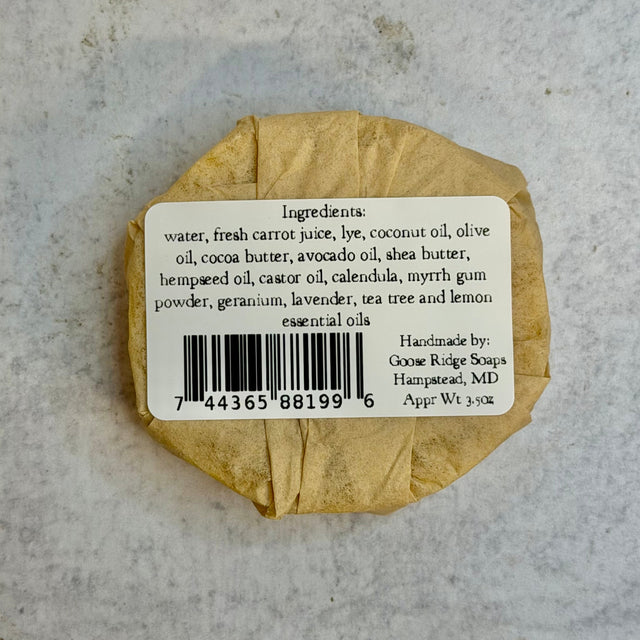 Ingredients:
water, fresh carrot juice, lye, coconut oil, olive
oil, cocoa butter, avocado oil, shea butter,
hempseed oil, castor oil, calendula, myrrh gum
powder, geranium, lavender, tea tree and lemon
essential oils
7 44365 88199 6
Handmade by:
Goose Ridge Soaps
Hampstead, MD
Appr Wt 3.5oz